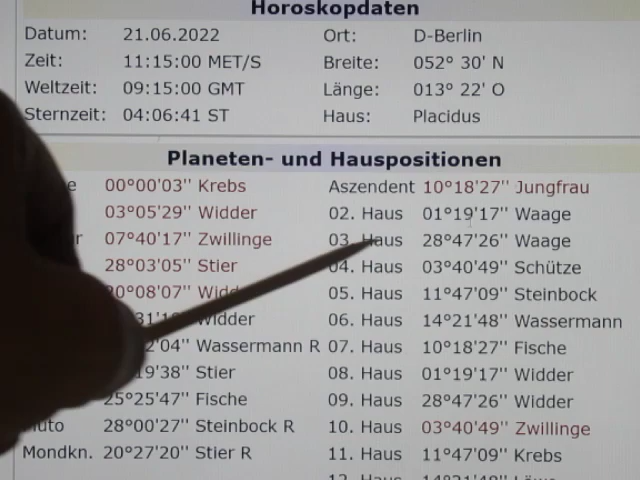 Horoskopdaten
Datum: 21.06.2022 Ort: D-Berlin
Zeit: 11:15:00 MET/S Breite: 052° 30' N
Weltzeit: 09:15:00 GMT Länge: 013° 22' O
Sternzeit: 04:06:41 ST Haus: Placidus
Planeten- und Hauspositionen
00°00'03'' Krebs Aszendent 10°18'27'' Jungfrau
03°05'29'' Widder 02. Haus 01°19'17'' Waage
07°40'17'' Zwillinge 03. Haus 28°47'26'' Waage
28°03'05'' Stier 04. Haus 03°40'49'' Schütze
05. Haus 11°47'09'' Steinbock
Widder 06. Haus 14°21'48'' Wassermann
Wassermann R 07. Haus 10°18'27'' Fische
Stier 08. Haus 01°19'17'' Widder
25°25'47'' Fische 09. Haus 28°47'26'' Widder
28°00'27'' Steinbock R 10. Haus 03°40'49'' Zwillinge
Mondkn. 20°27'20'' Stier R 11. Haus 11°47'09'' Krebs